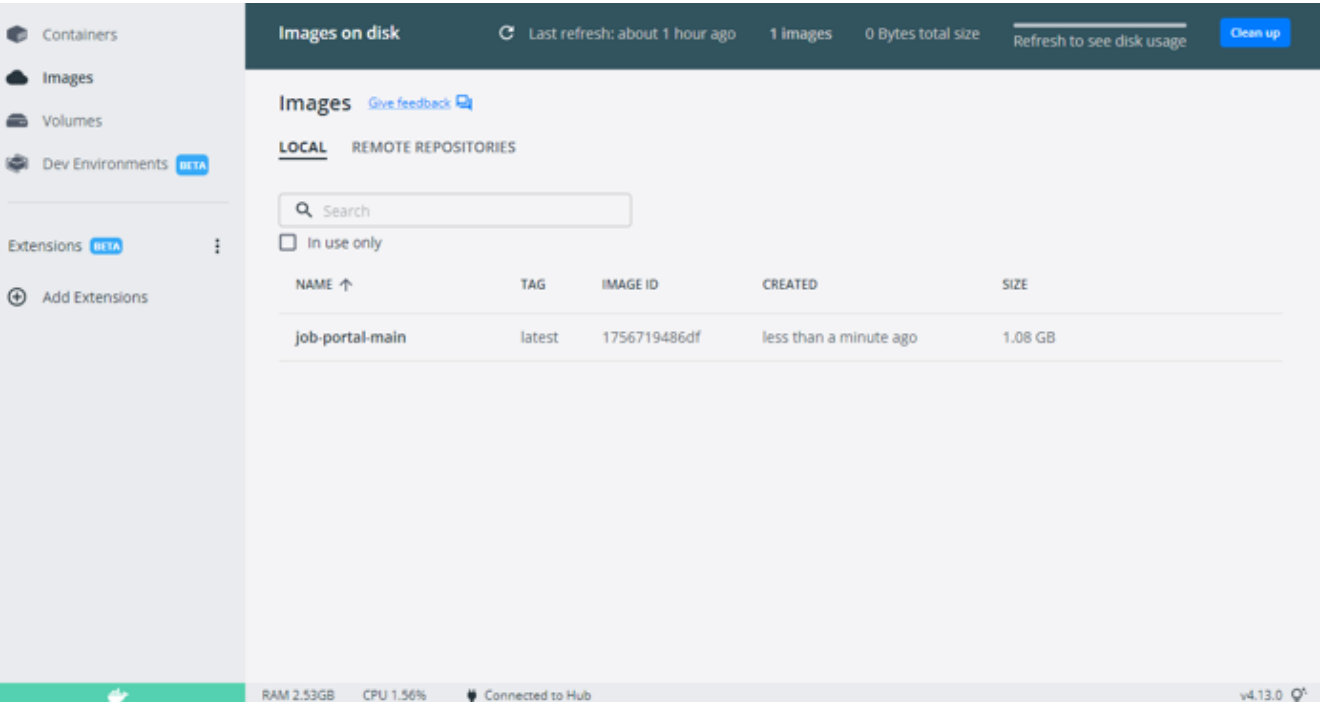 Containers
Images
Volumes
Dev Environments BETA
Extensions BETA
Add Extensions
Images on disk Last refresh: about 1 hour ago 1 images 0 Bytes total size Refresh to see disk usage Clean up
Images Give feedback
LOCAL REMOTE REPOSITORIES
Search
In use only
NAME TAG IMAGE ID CREATED SIZE
job-portal-main latest 1756719486df less than a minute ago 1.08 GB
RAM 2.53GB CPU 1.56% Connected to Hub v4.13.0